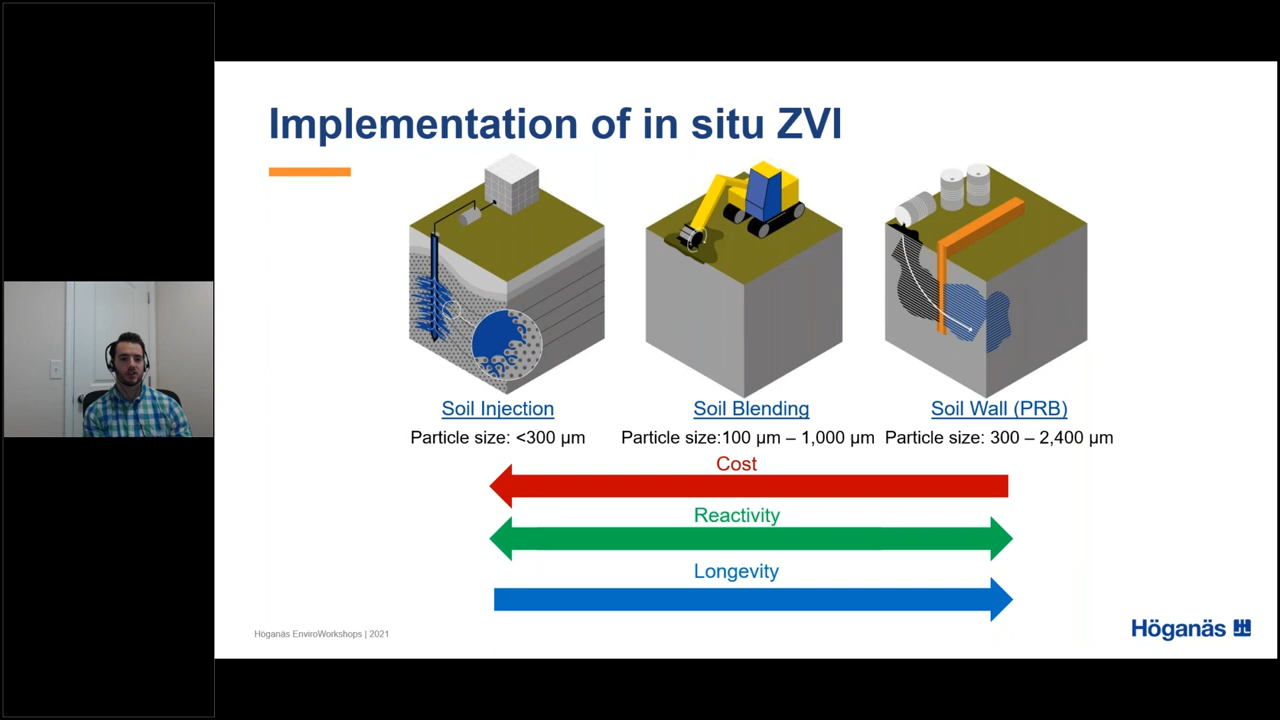 Implementation of in situ ZVI
Soil Injection
Soil Blending
Soil Wall (PRB)
Particle size: <300 µm
Particle size:100 µm – 1,000 µm
Particle size: 300 – 2,400 µm
Cost
Reactivity
Longevity
Höganäs EnviroWorkshops | 2021
Höganäs